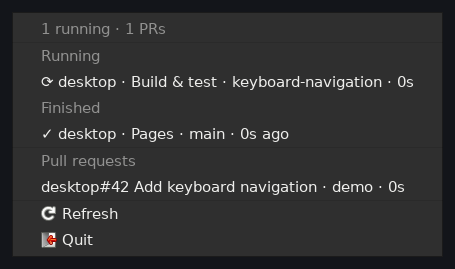 1 running · 1 PRs
Running
⟳ desktop · Build & test · keyboard-navigation · 0s
Finished
✓ desktop · Pages · main · 0s ago
Pull requests
desktop#42 Add keyboard navigation · demo · 0s
Refresh
Quit